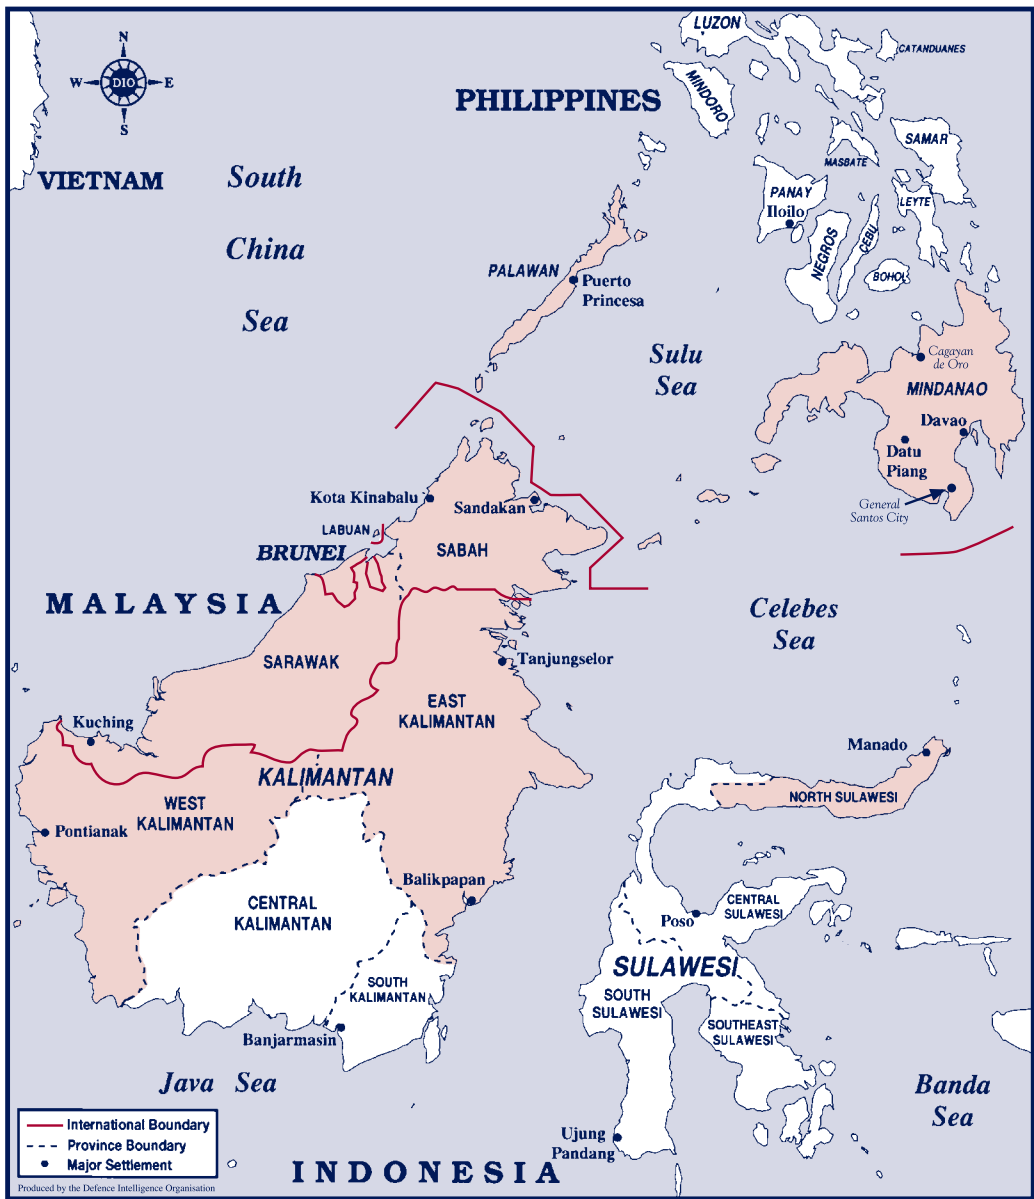 LUZON
CATANDUANES
N
W
DIO
E
S
MINDORO
PHILIPPINES
SAMAR
MASBATE
VIETNAM
South
China
Sea
PANAY
Iloilo
LEYTE
NEGROS
CEBU
BOHOL
PALAWAN
Puerto
Princesa
Sulu
Sea
Cagayan
de Oro
MINDANAO
Davao
Datu
Piang
General
Santos City
Kota Kinabalu
Sandakan
LABUAN
BRUNEI
SABAH
MALAYSIA
Celebes
Sea
SARAWAK
Tanjungselor
EAST
KALIMANTAN
Kuching
Manado
KALIMANTAN
WEST
KALIMANTAN
NORTH SULAWESI
Pontianak
Balikpapan
CENTRAL
KALIMANTAN
CENTRAL
SULAWESI
Poso
SULAWESI
SOUTH
KALIMANTAN
SOUTH
SULAWESI
SOUTHEAST
SULAWESI
Banjarmasin
Java Sea
Banda
Sea
International Boundary
Province Boundary
Major Settlement
Ujung
Pandang
INDONESIA
Produced by the Defence Intelligence Organisation